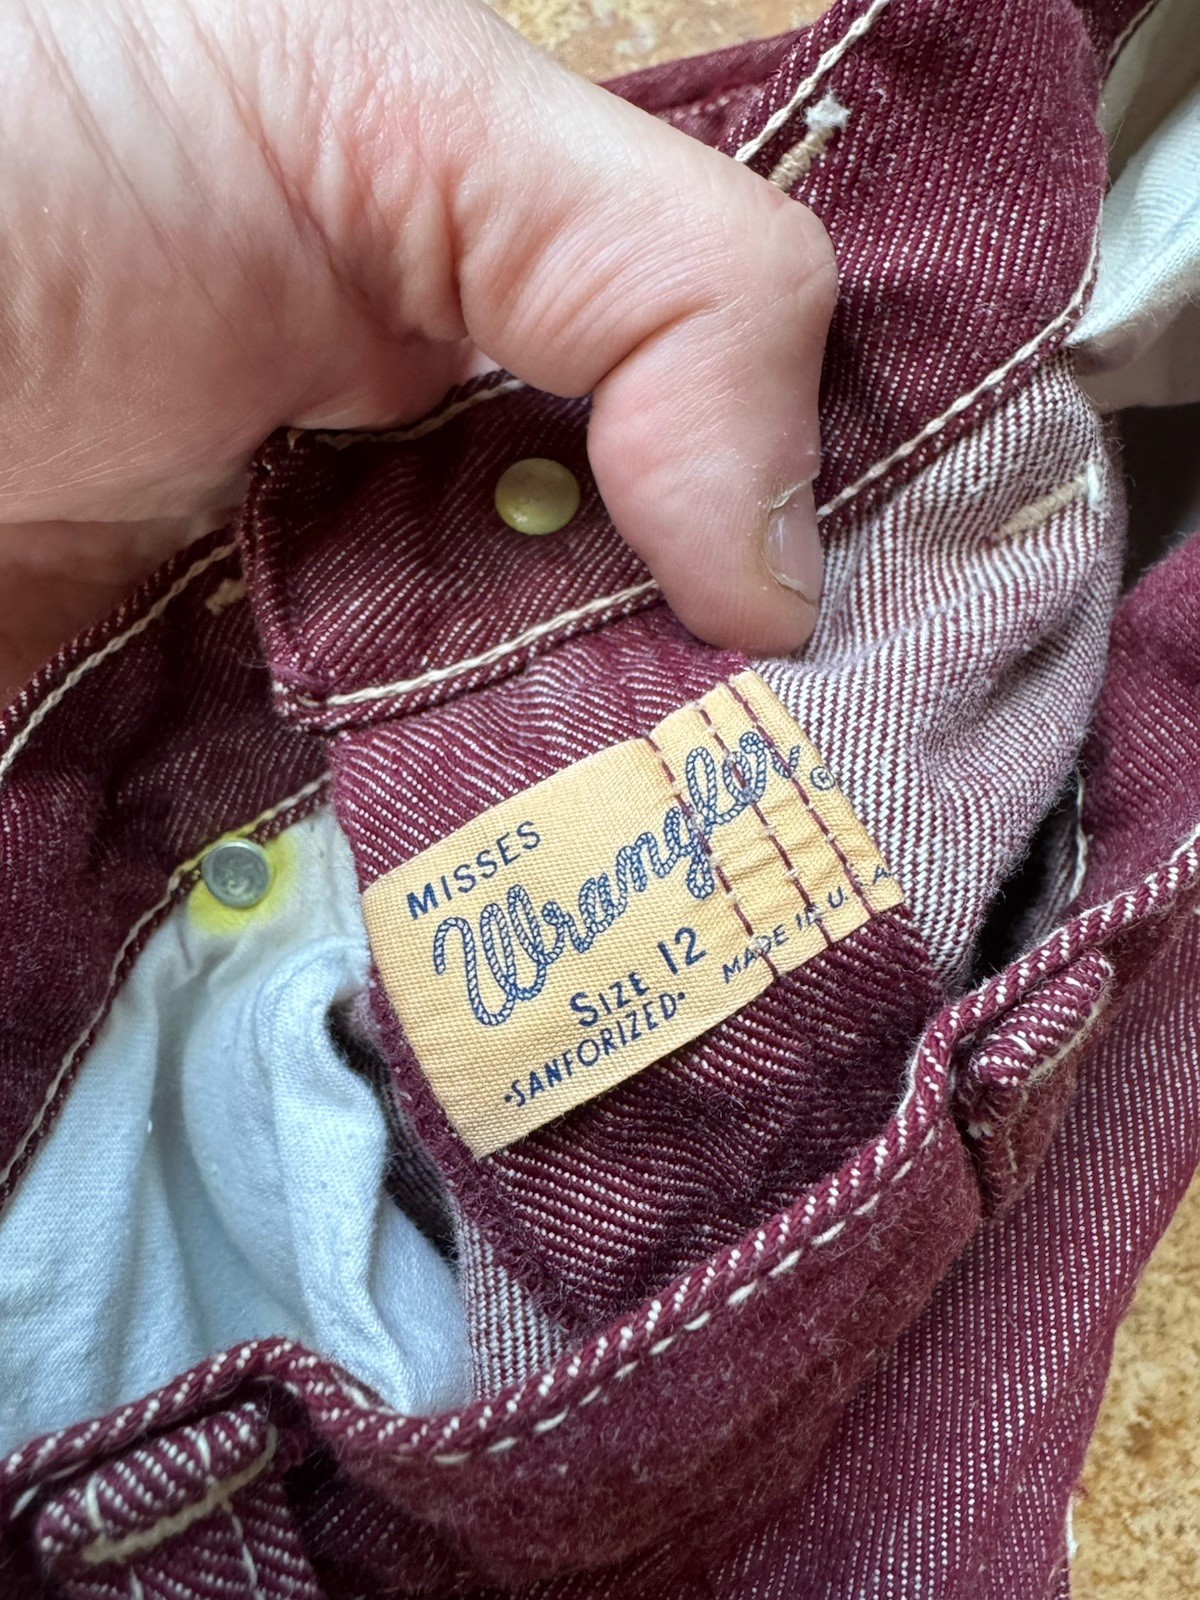 MISSES
Wrangler®
SIZE 12
MADE IN U.S.A
•SANFORIZED•